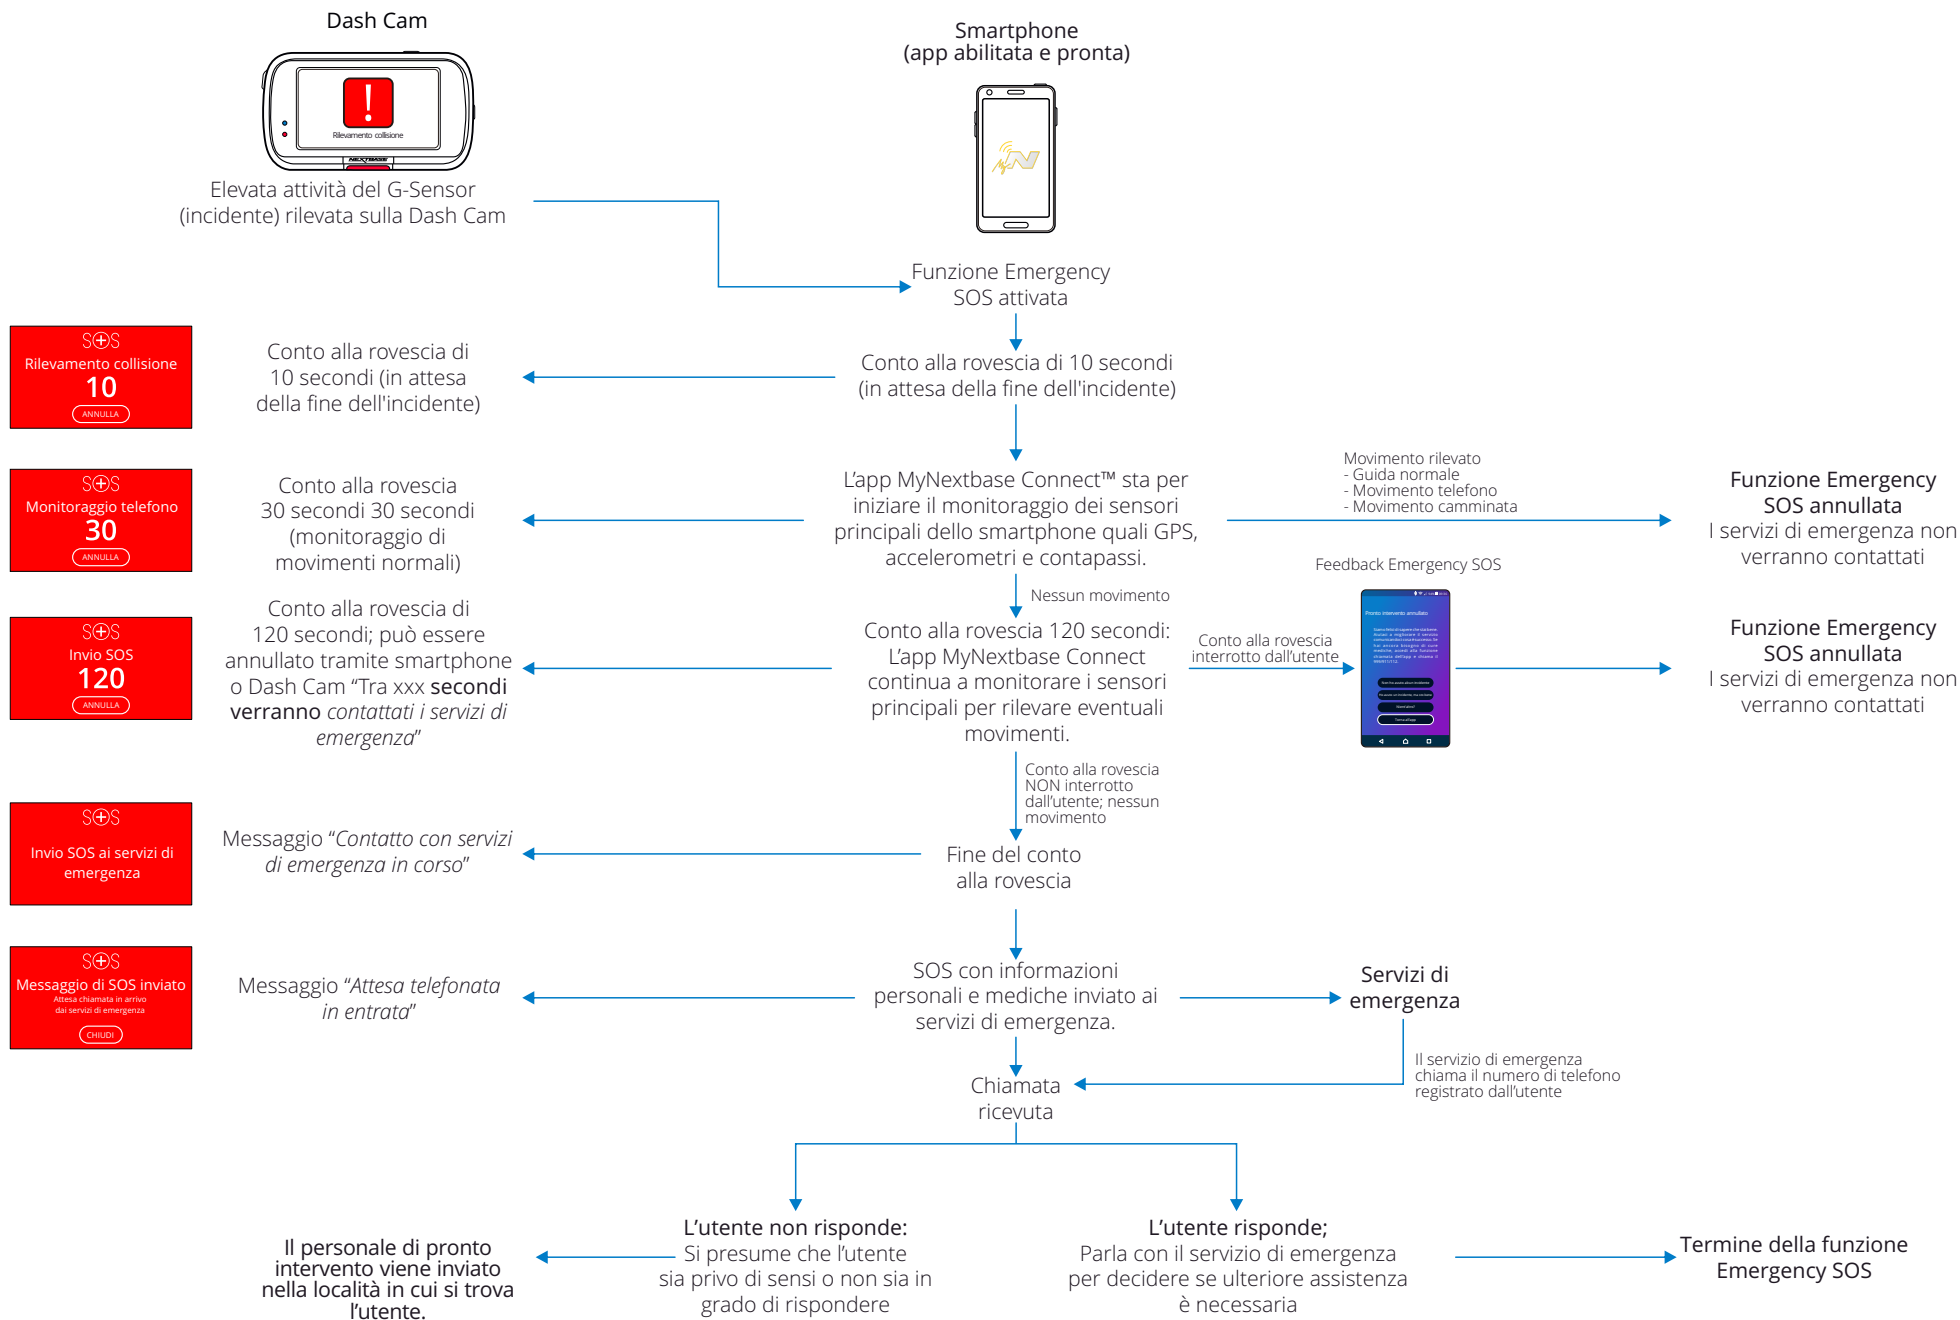 Dash Cam
Smartphone
(app abilitata e pronta)
!
Rilevamento collisione
NEXTBASE
My N
Elevata attività del G-Sensor
(incidente) rilevata sulla Dash Cam
Funzione Emergency
SOS attivata
SOS
Rilevamento collisione
10
ANNULLA
Conto alla rovescia di
10 secondi (in attesa
della fine dell'incidente)
Conto alla rovescia di 10 secondi
(in attesa della fine dell'incidente)
SOS
Monitoraggio telefono
30
ANNULLA
Conto alla rovescia
30 secondi 30 secondi
(monitoraggio di
movimenti normali)
L’app MyNextbase Connect™ sta per
iniziare il monitoraggio dei sensori
principali dello smartphone quali GPS,
accelerometri e contapassi.
Movimento rilevato
- Guida normale
- Movimento telefono
- Movimento camminata
Funzione Emergency
SOS annullata
I servizi di emergenza non
verranno contattati
Nessun movimento
Feedback Emergency SOS
SOS
Invio SOS
120
ANNULLA
Conto alla rovescia di
120 secondi; può essere
annullato tramite smartphone
o Dash Cam “Tra xxx secondi
verranno contattati i servizi di
emergenza”
Conto alla rovescia 120 secondi:
L’app MyNextbase Connect
continua a monitorare i sensori
principali per rilevare eventuali
movimenti.
Conto alla rovescia
interrotto dall’utente
Pronto intervento annullato
Torna all'app
Funzione Emergency
SOS annullata
I servizi di emergenza non
verranno contattati
Conto alla rovescia
NON interrotto
dall’utente; nessun
movimento
SOS
Invio SOS ai servizi di
emergenza
Messaggio “Contatto con servizi
di emergenza in corso”
Fine del conto
alla rovescia
SOS
Messaggio di SOS inviato
Attesa chiamata in arrivo
dai servizi di emergenza
CHIUDI
Messaggio “Attesa telefonata
in entrata”
SOS con informazioni
personali e mediche inviato ai
servizi di emergenza.
Servizi di
emergenza
Il servizio di emergenza
chiama il numero di telefono
registrato dall’utente
Chiamata
ricevuta
Il personale di pronto
intervento viene inviato
nella località in cui si trova
l’utente.
L’utente non risponde:
Si presume che l’utente
sia privo di sensi o non sia in
grado di rispondere
L’utente risponde;
Parla con il servizio di emergenza
per decidere se ulteriore assistenza
è necessaria
Termine della funzione
Emergency SOS